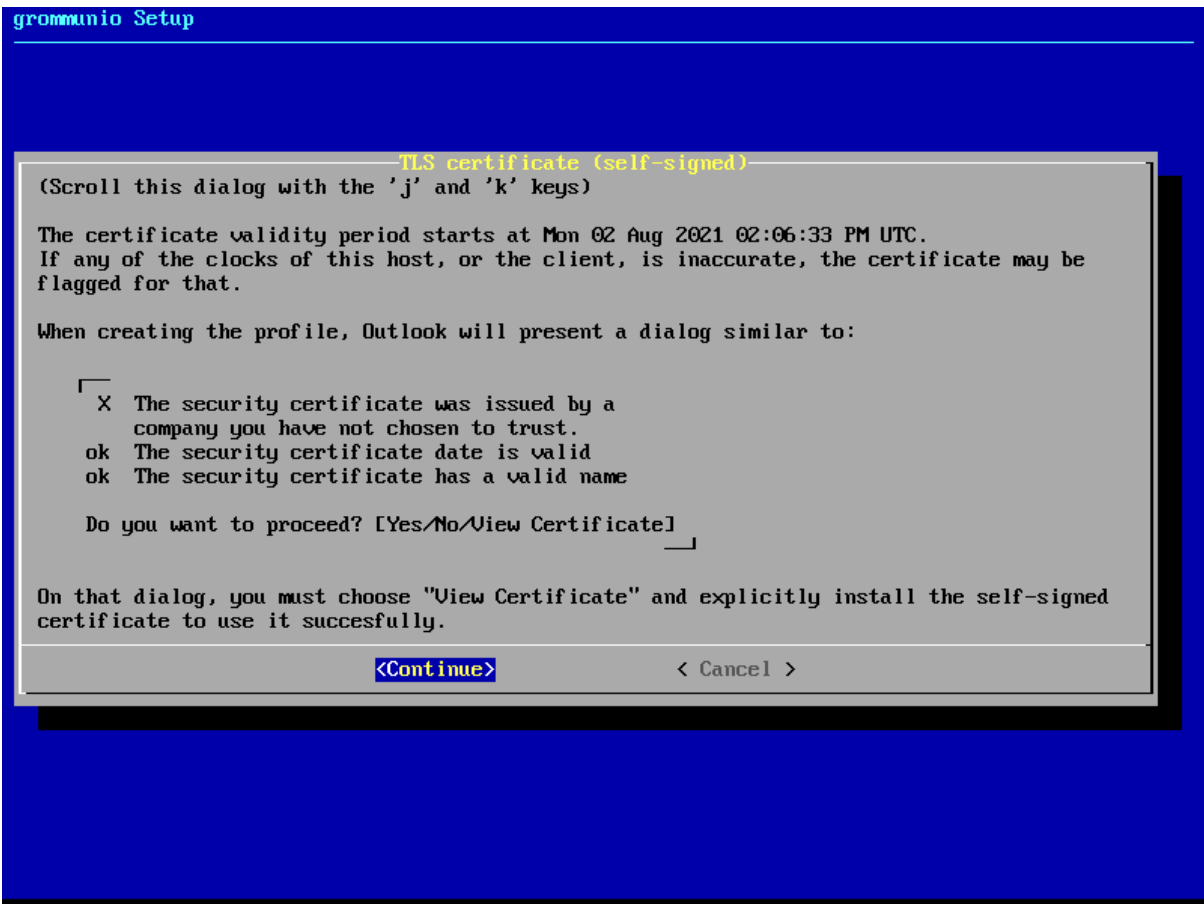 grommunio Setup
TLS certificate (self-signed)
(Scroll this dialog with the 'j' and 'k' keys)
The certificate validity period starts at Mon 02 Aug 2021 02:06:33 PM UTC.
If any of the clocks of this host, or the client, is inaccurate, the certificate may be
flagged for that.
When creating the profile, Outlook will present a dialog similar to:
X The security certificate was issued by a
company you have not chosen to trust.
ok The security certificate date is valid
ok The security certificate has a valid name
Do you want to proceed? [Yes/No/View Certificate]
On that dialog, you must choose "View Certificate" and explicitly install the self-signed
certificate to use it succesfully.
<Continue> < Cancel >